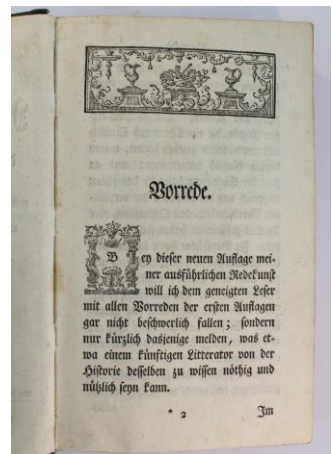 Vorrede.
Bey dieser neuen Auflage mei-
ner ausführlichen Redekunst
will ich dem geneigten Leser
mit allen Vorreden der ersten Auflagen
gar nicht beschwerlich fallen; sondern
nur kürzlich dasjenige melden, was et-
wa einem künftigen Litterator von der
Historie desselben zu wissen nöthig und
nützlich seyn kann.
* 2 Im